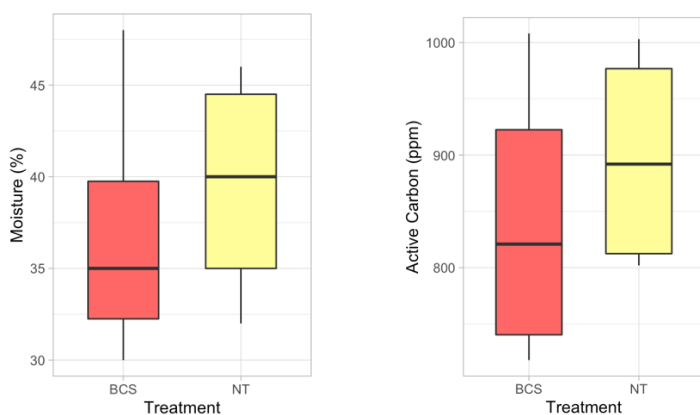 Moisture (%)
45
40
35
30
BCS
NT
Treatment
Active Carbon (ppm)
1000
900
800
BCS
NT
Treatment